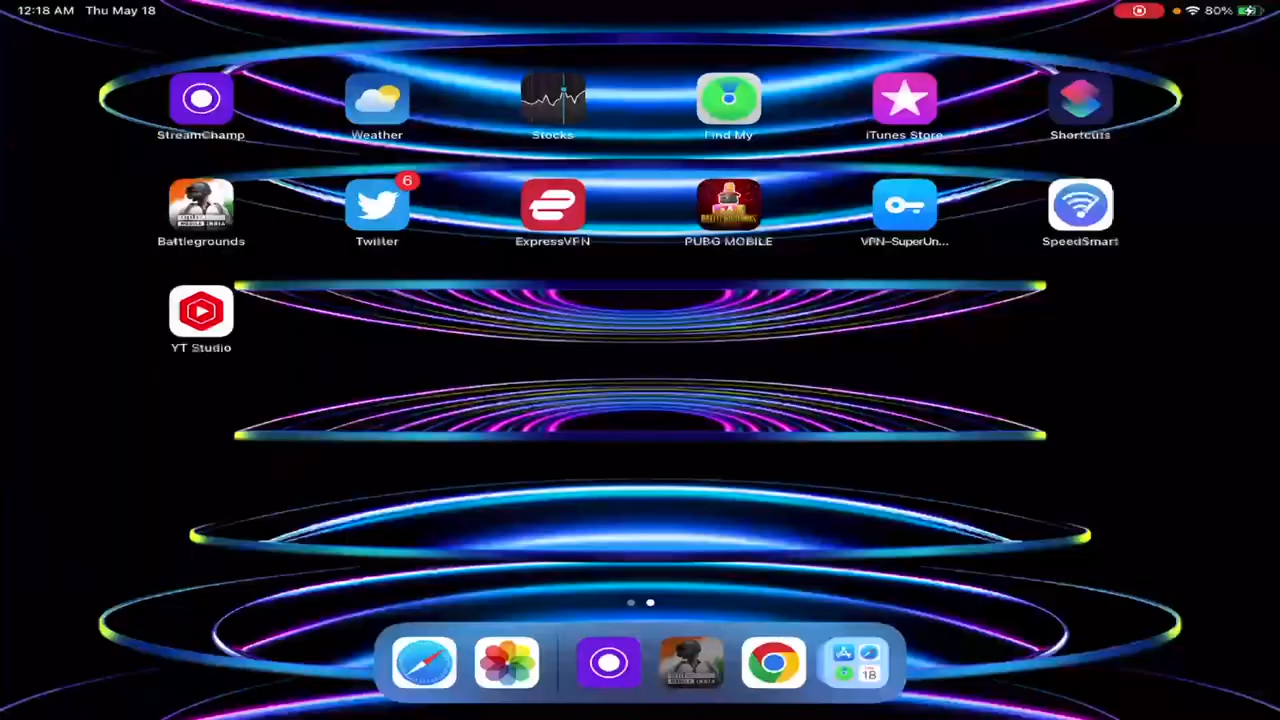 12:18 AM Thu May 18 80%
StreamChamp Weather Stocks Find My iTunes Store Shortcuts
6
Battlegrounds Twitter ExpressVPN PUBG MOBILE VPN–SuperUn... SpeedSmart
YT Studio
18